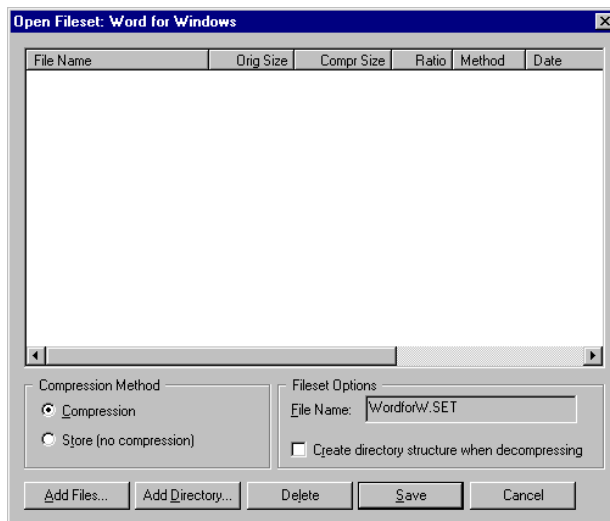 Open Fileset: Word for Windows
File Name Orig Size Compr Size Ratio Method Date
Compression Method
Compression
Store (no compression)
Fileset Options
File Name: WordforW.SET
Create directory structure when decompressing
Add Files... Add Directory... Delete Save Cancel